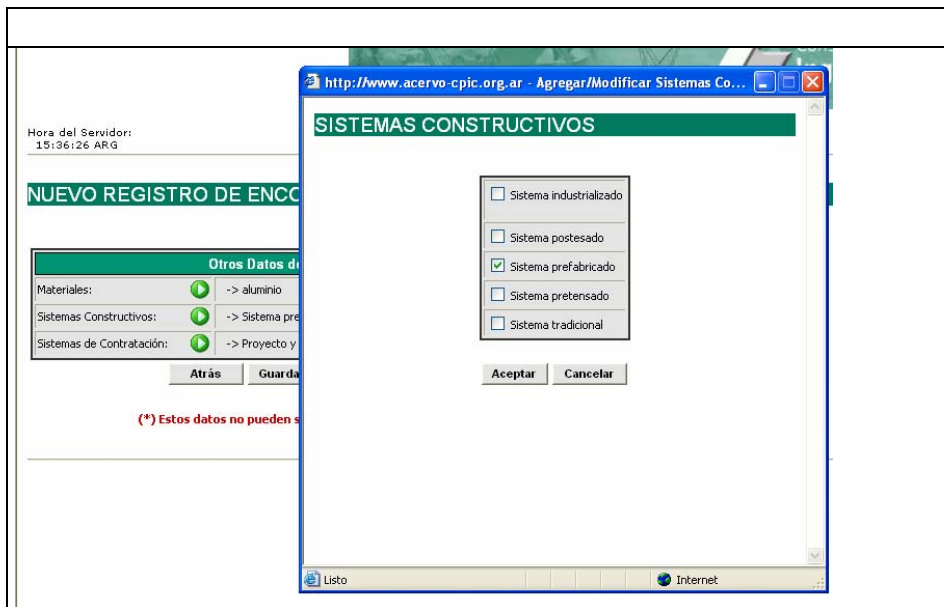 http://www.acervo-cpic.org.ar - Agregar/Modificar Sistemas Co...
SISTEMAS CONSTRUCTIVOS
Hora del Servidor:
15:36:26 ARG
NUEVO REGISTRO DE ENCO
Sistema industrializado
Sistema postesado
Sistema prefabricado
Sistema pretensado
Sistema tradicional
Aceptar Cancelar
Otros Datos de
Materiales: -> aluminio
Sistemas Constructivos: -> Sistema pre
Sistemas de Contratación: -> Proyecto y
Atrás Guarda
(*) Estos datos no pueden s
Listo Internet